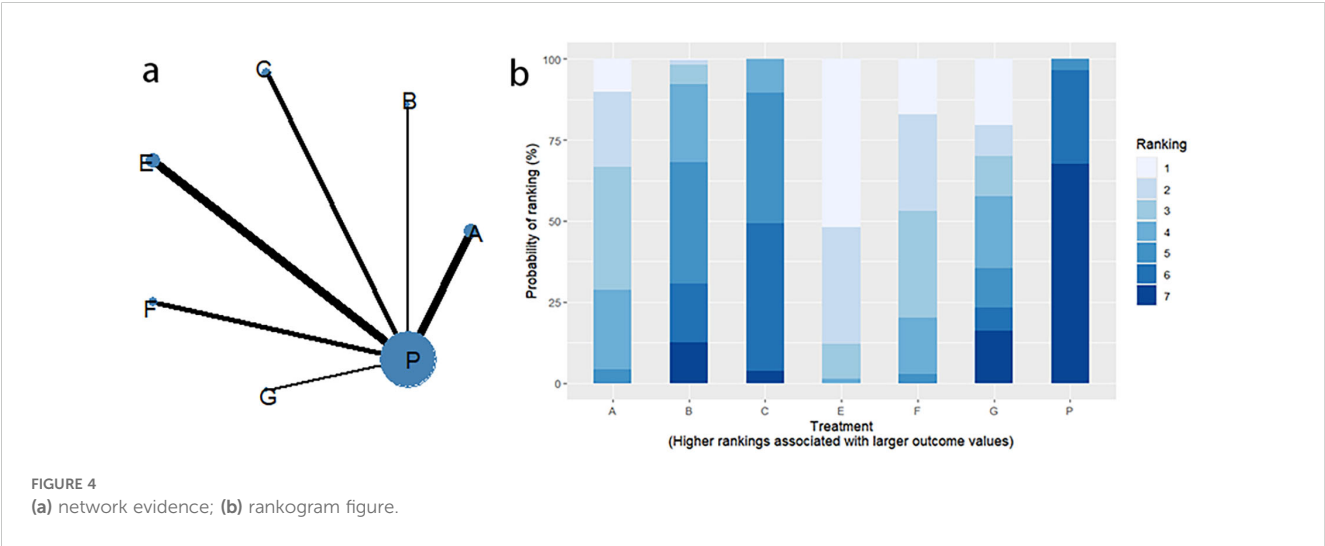 a
C
B
E
A
F
P
G
b
100
75
50
25
0
Probability of ranking (%)
A B C E F G P
Treatment
(Higher rankings associated with larger outcome values)
Ranking
1
2
3
4
5
6
7
FIGURE 4
(a) network evidence; (b) rankogram figure.